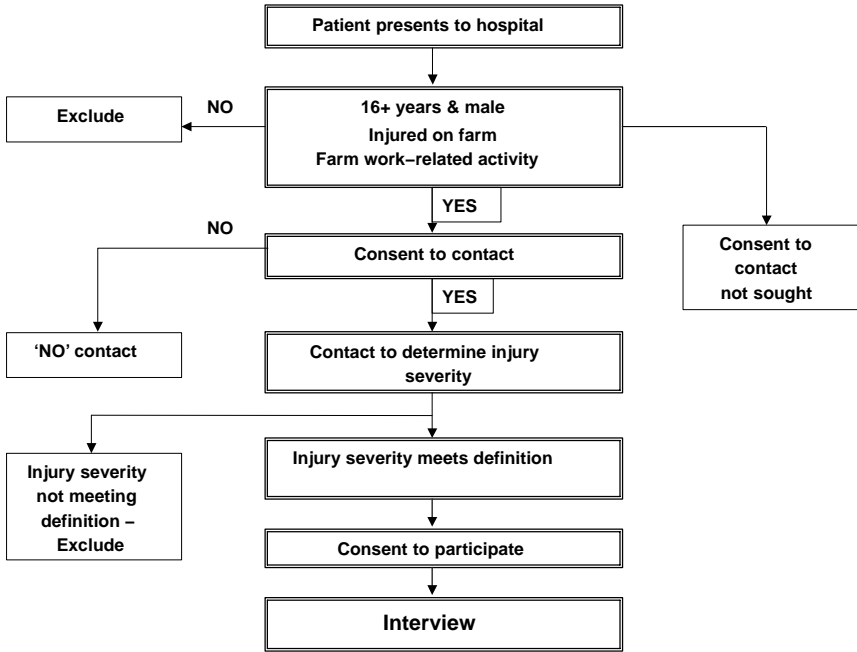 Patient presents to hospital
16+ years & male
Injured on farm
Farm work−related activity
NO
Exclude
YES
Consent to
contact
not sought
NO
Consent to contact
YES
‘NO’ contact
Contact to determine injury
severity
Injury severity
not meeting
definition −
Exclude
Injury severity meets definition
Consent to participate
Interview